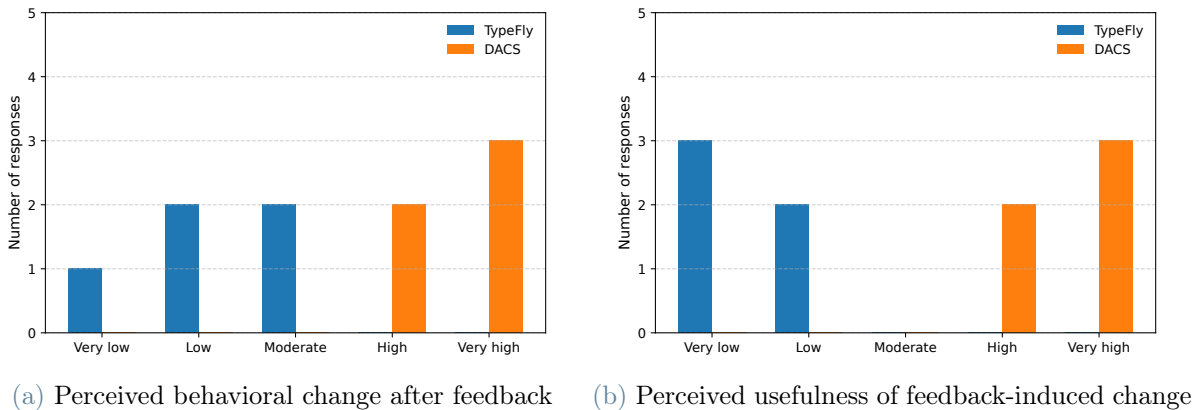 5
4
3
2
1
0
Number of responses
TypeFly
DACS
Very low
Low
Moderate
High
Very high
(a) Perceived behavioral change after feedback
5
4
3
2
1
0
Number of responses
TypeFly
DACS
Very low
Low
Moderate
High
Very high
(b) Perceived usefulness of feedback-induced change